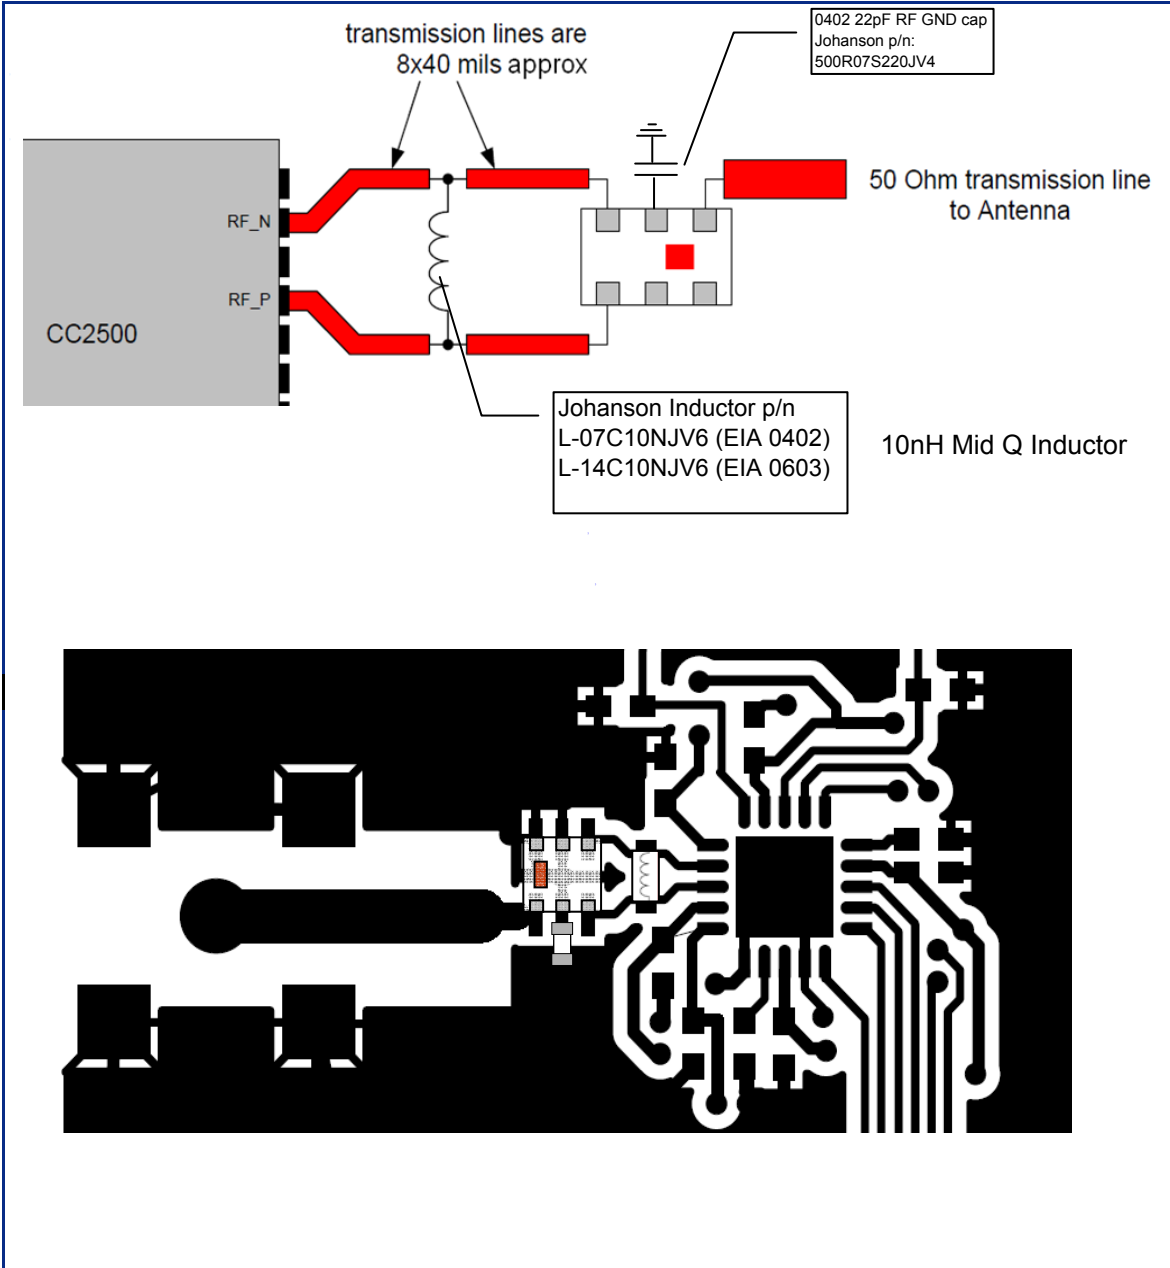 transmission lines are
8x40 mils approx
0402 22pF RF GND cap
Johanson p/n:
500R07S220JV4
50 Ohm transmission line
to Antenna
RF_N
RF_P
CC2500
Johanson Inductor p/n
L-07C10NJV6 (EIA 0402)
L-14C10NJV6 (EIA 0603)
10nH Mid Q Inductor